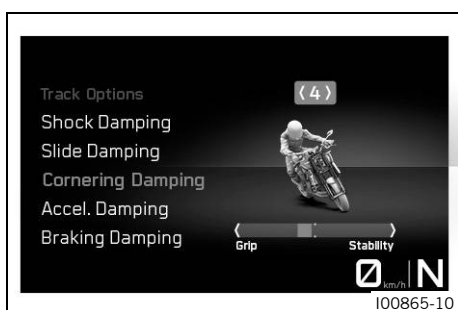 Track Options
4
Shock Damping
Slide Damping
Cornering Damping
Accel. Damping
Braking Damping
Grip
Stability
0 km/h N
I00865-10